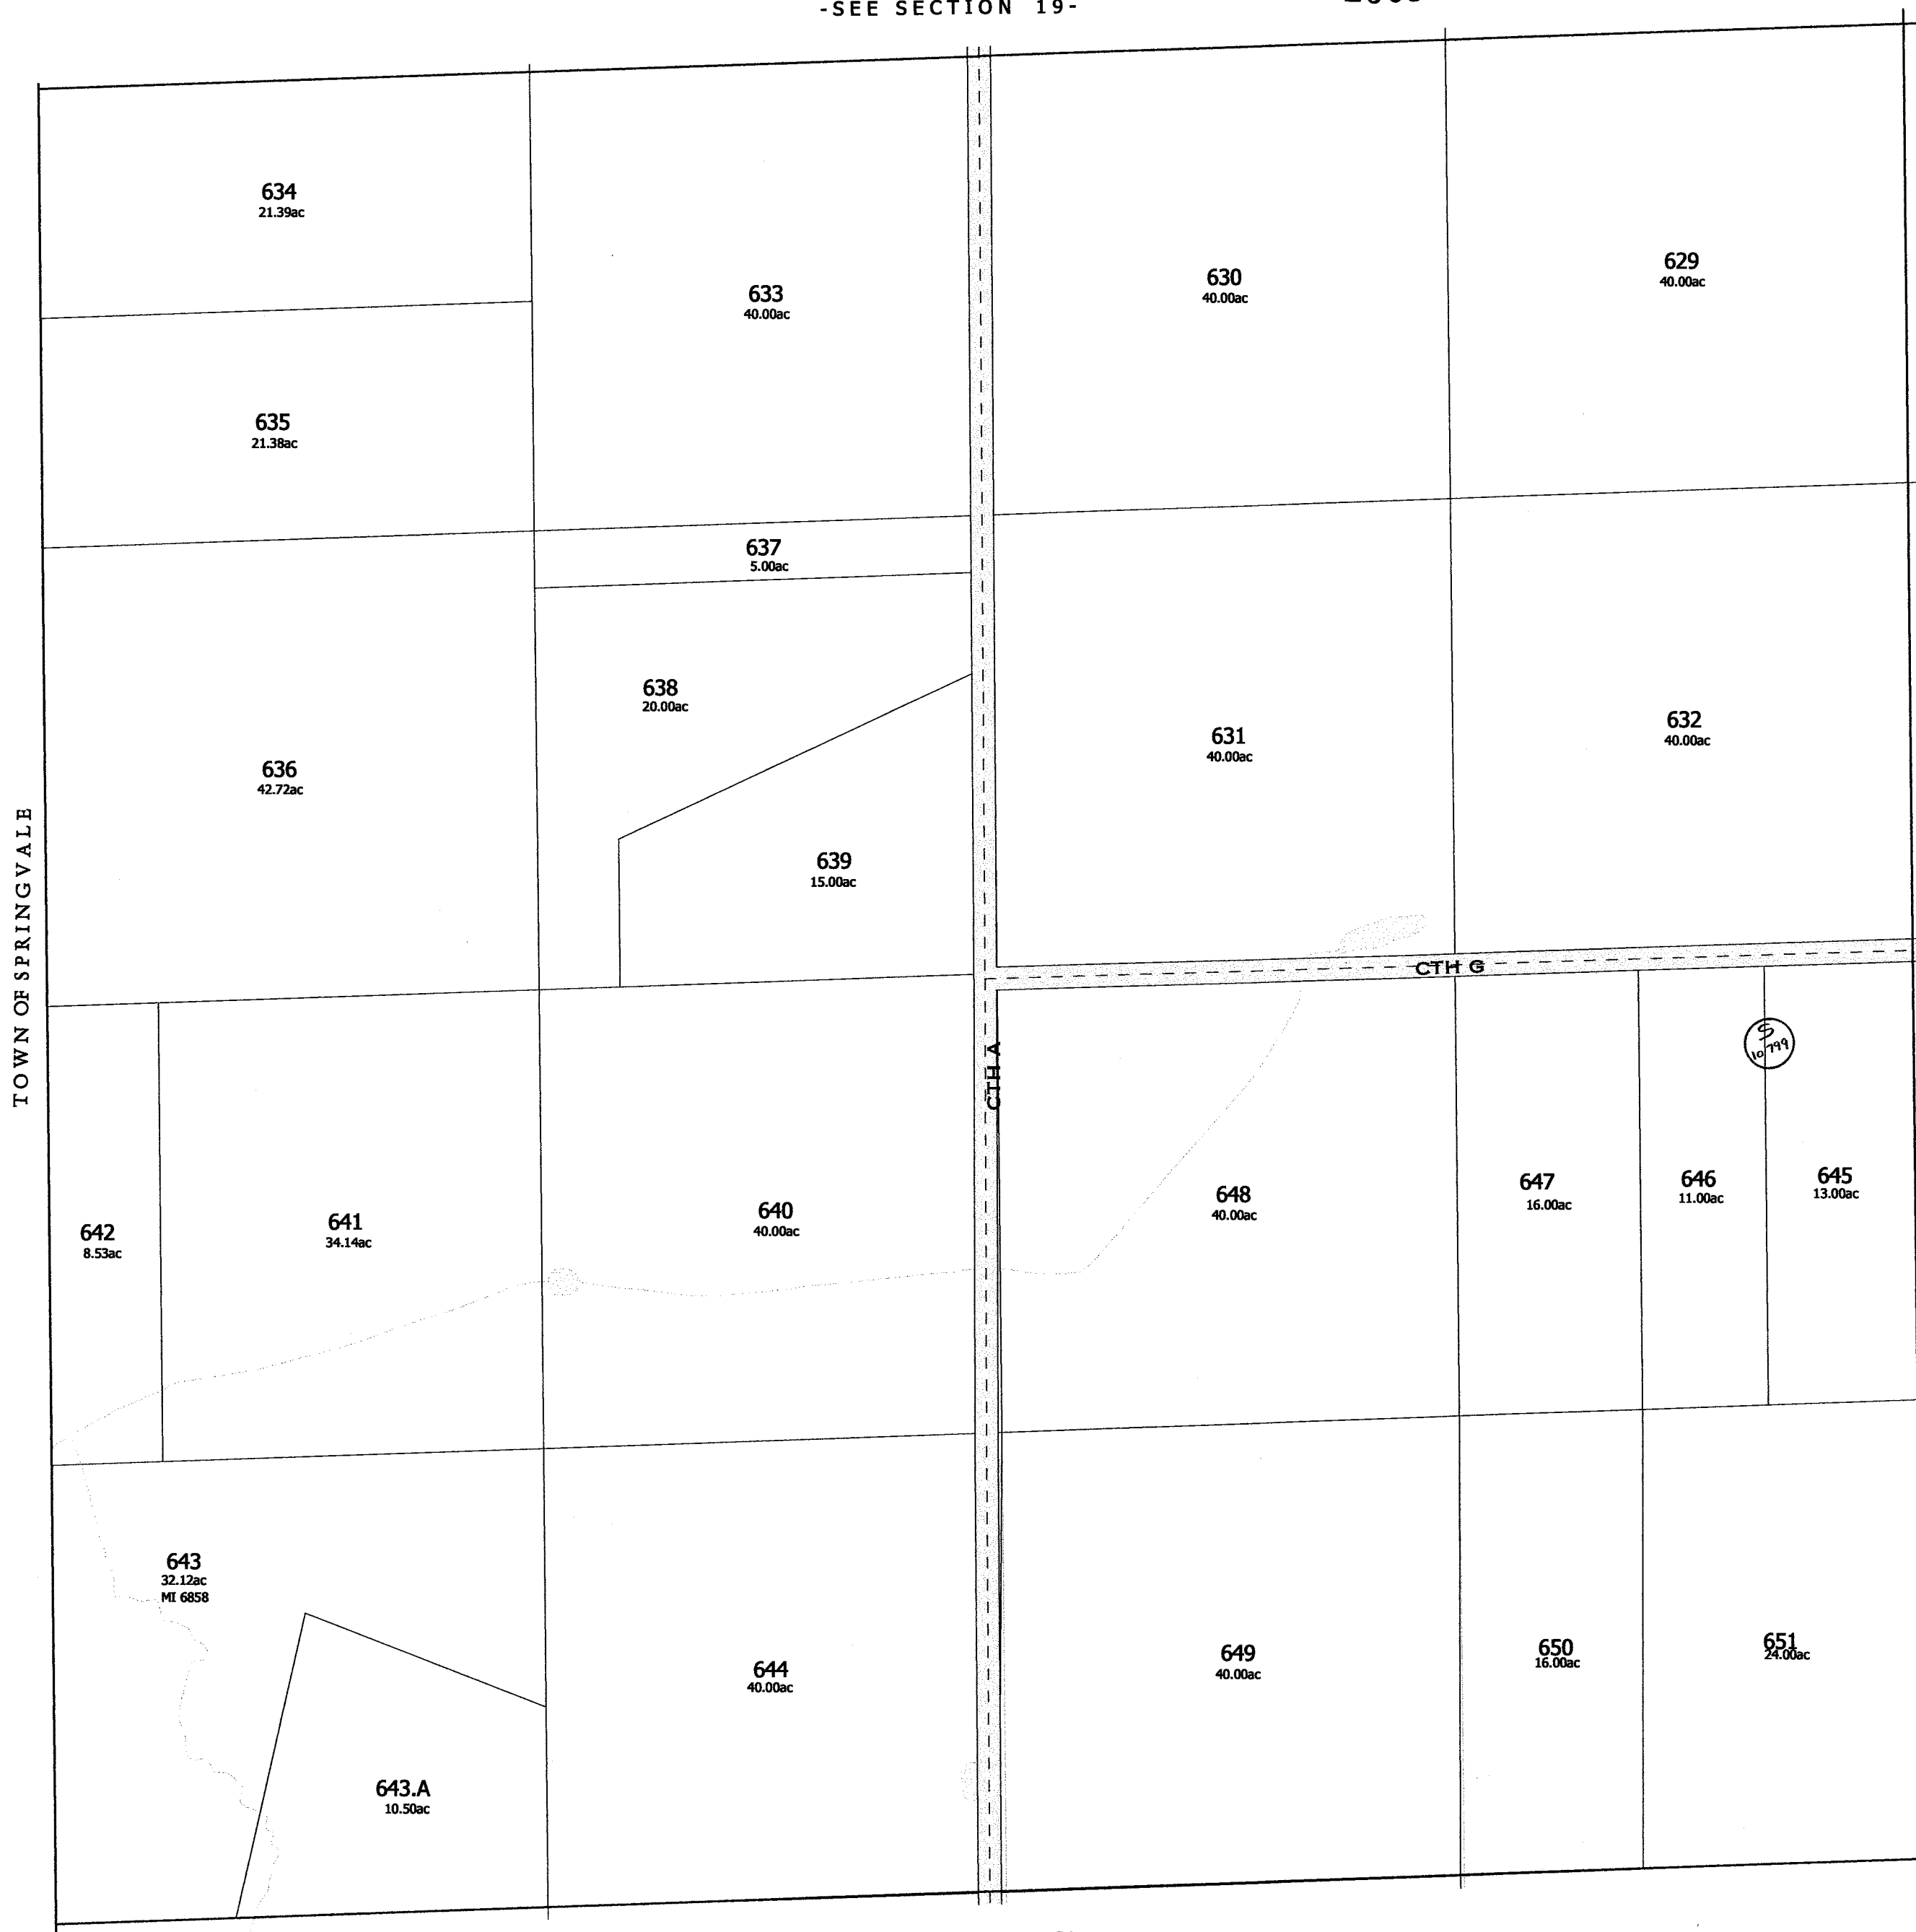 -SEE SECTION 19-
634
21.39ac
633
40.00ac
630
40.00ac
629
40.00ac
635
21.38ac
637
5.00ac
638
20.00ac
636
42.72ac
639
15.00ac
631
40.00ac
632
40.00ac
TOWN OF SPRINGVALE
CTH G
CTH A
S
10799
642
8.53ac
641
34.14ac
640
40.00ac
648
40.00ac
647
16.00ac
646
11.00ac
645
13.00ac
643
32.12ac
MI 6858
643.A
10.50ac
644
40.00ac
649
40.00ac
650
16.00ac
651
24.00ac